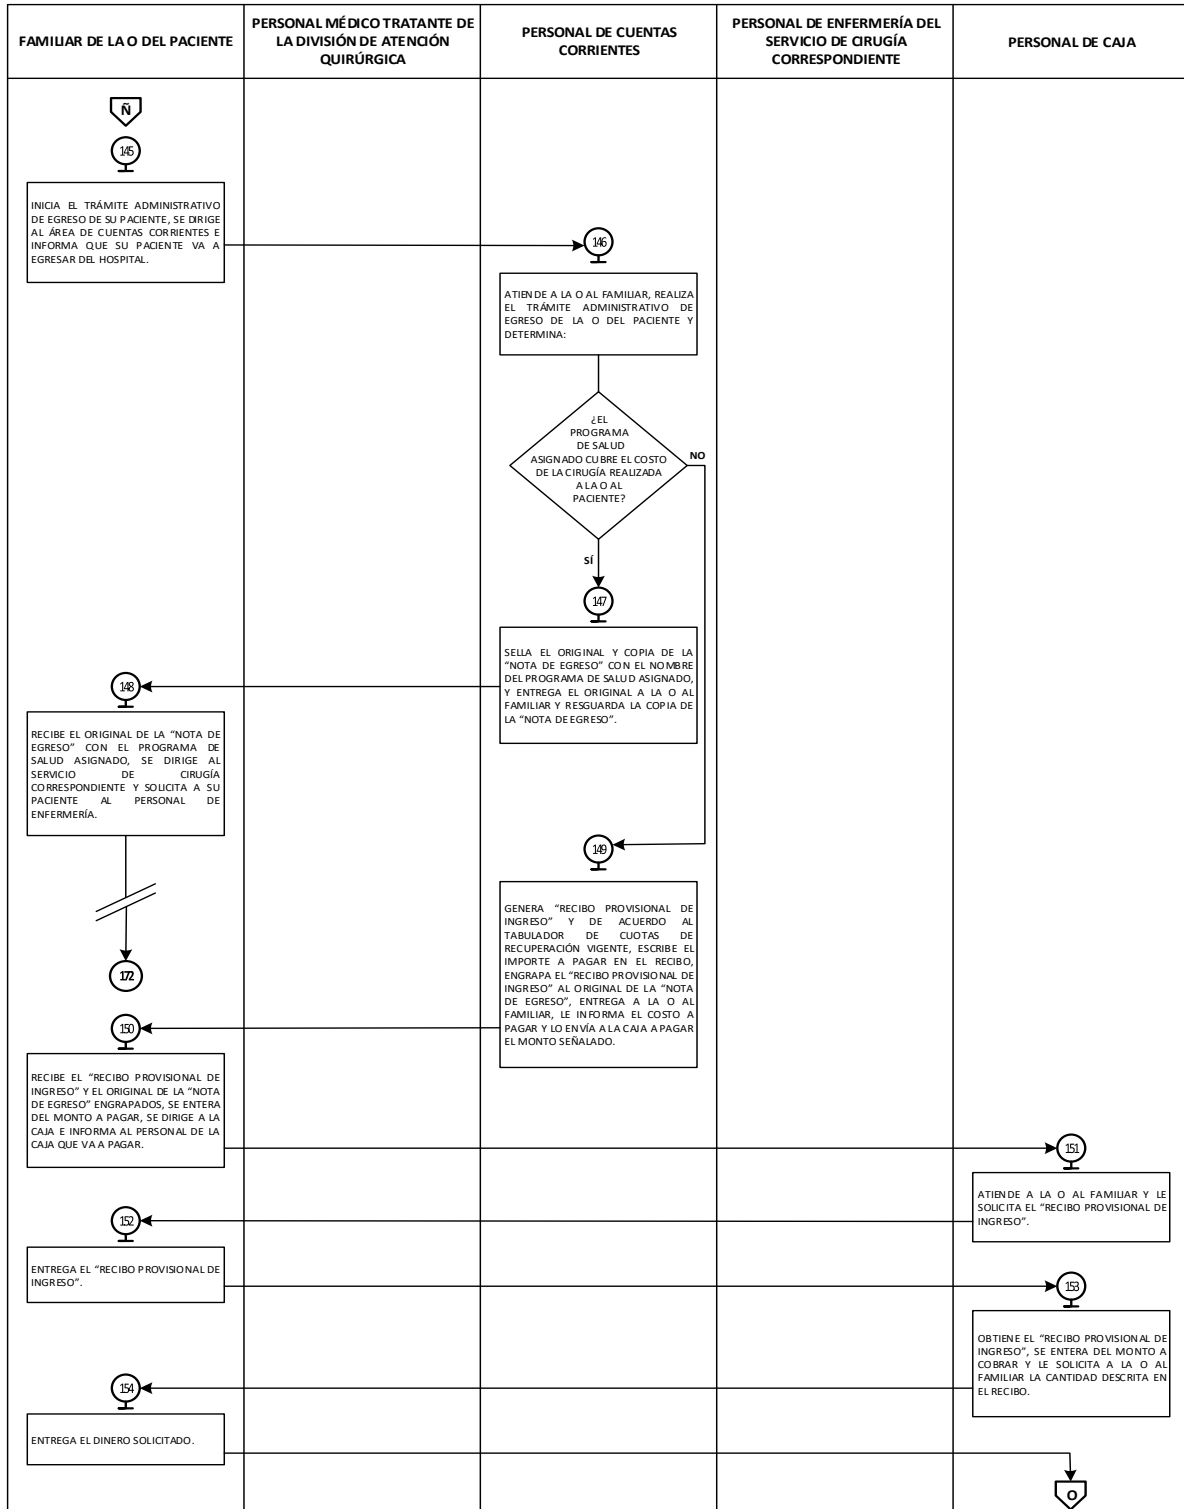 FAMILIAR DE LA O DEL PACIENTE
PERSONAL MÉDICO TRATANTE DE
LA DIVISIÓN DE ATENCIÓN
QUIRÚRGICA
PERSONAL DE CUENTAS
CORRIENTES
PERSONAL DE ENFERMERÍA DEL
SERVICIO DE CIRUGÍA
CORRESPONDIENTE
PERSONAL DE CAJA
Ñ
145
INICIA EL TRÁMITE ADMINISTRATIVO
DE EGRESO DE SU PACIENTE, SE DIRIGE
AL ÁREA DE CUENTAS CORRIENTES E
INFORMA QUE SU PACIENTE VA A
EGRESAR DEL HOSPITAL.
146
ATIENDE A LA O AL FAMILIAR, REALIZA
EL TRÁMITE ADMINISTRATIVO DE
EGRESO DE LA O DEL PACIENTE Y
DETERMINA:
¿EL
PROGRAMA
DE SALUD
ASIGNADO CUBRE EL COSTO
DE LA CIRUGÍA REALIZADA
A LA O AL
PACIENTE?
NO
SÍ
147
SELLA EL ORIGINAL Y COPIA DE LA
“NOTA DE EGRESO” CON EL NOMBRE
DEL PROGRAMA DE SALUD ASIGNADO,
Y ENTREGA EL ORIGINAL A LA O AL
FAMILIAR Y RESGUARDA LA COPIA DE
LA “NOTA DE EGRESO”.
148
RECIBE EL ORIGINAL DE LA “NOTA DE
EGRESO” CON EL PROGRAMA DE
SALUD ASIGNADO, SE DIRIGE AL
SERVICIO DE CIRUGÍA
CORRESPONDIENTE Y SOLICITA A SU
PACIENTE AL PERSONAL DE
ENFERMERÍA.
172
149
GENERA “RECIBO PROVISIONAL DE
INGRESO” Y DE ACUERDO AL
TABULADOR DE CUOTAS DE
RECUPERACIÓN VIGENTE, ESCRIBE EL
IMPORTE A PAGAR EN EL RECIBO,
ENGRAPA EL “RECIBO PROVISIONAL DE
INGRESO” AL ORIGINAL DE LA “NOTA
DE EGRESO”, ENTREGA A LA O AL
FAMILIAR, LE INFORMA EL COSTO A
PAGAR Y LO ENVÍA A LA CAJA A PAGAR
EL MONTO SEÑALADO.
150
RECIBE EL “RECIBO PROVISIONAL DE
INGRESO” Y EL ORIGINAL DE LA “NOTA
DE EGRESO” ENGRAPADOS, SE ENTERA
DEL MONTO A PAGAR, SE DIRIGE A LA
CAJA E INFORMA AL PERSONAL DE LA
CAJA QUE VA A PAGAR.
151
ATIENDE A LA O AL FAMILIAR Y LE
SOLICITA EL “RECIBO PROVISIONAL DE
INGRESO”.
152
ENTREGA EL “RECIBO PROVISIONAL DE
INGRESO”.
153
OBTIENE EL “RECIBO PROVISIONAL DE
INGRESO”, SE ENTERA DEL MONTO A
COBRAR Y LE SOLICITA A LA O AL
FAMILIAR LA CANTIDAD DESCRITA EN
EL RECIBO.
154
ENTREGA EL DINERO SOLICITADO.
O